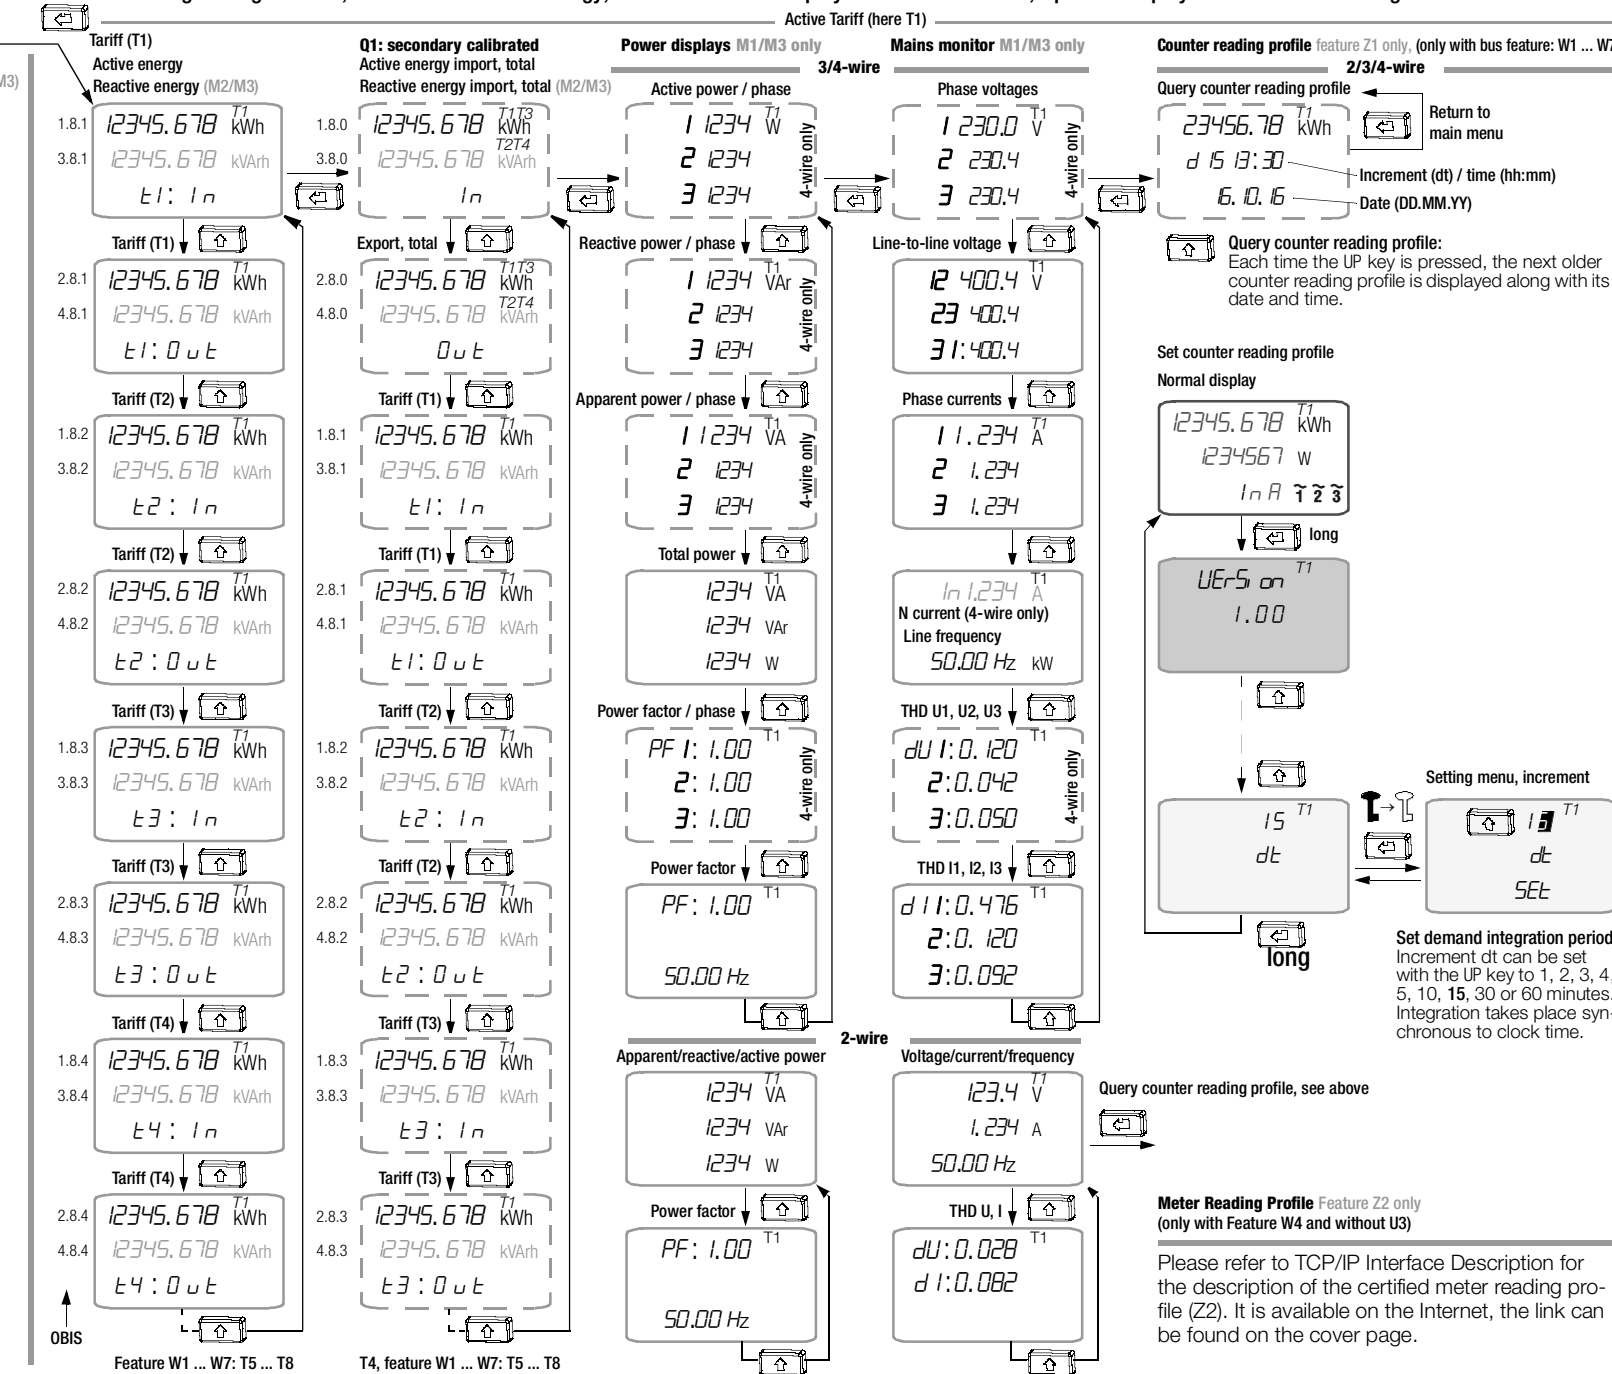 Active Tariff (here T1)
M3)
Tariff (T1)
Active energy
Reactive energy (M2/M3)
1.8.1 12345.678 T1 kWh
3.8.1 12345.678 kVArh
t1: In
Tariff (T1)
2.8.1 12345.678 T1 kWh
4.8.1 12345.678 kVArh
t1: Out
Tariff (T2)
1.8.2 12345.678 T1 kWh
3.8.2 12345.678 kVArh
t2: In
Tariff (T2)
2.8.2 12345.678 T1 kWh
4.8.2 12345.678 kVArh
t2: Out
Tariff (T3)
1.8.3 12345.678 T1 kWh
3.8.3 12345.678 kVArh
t3: In
Tariff (T3)
2.8.3 12345.678 T1 kWh
4.8.3 12345.678 kVArh
t3: Out
Tariff (T4)
1.8.4 12345.678 T1 kWh
3.8.4 12345.678 kVArh
t4: In
Tariff (T4)
2.8.4 12345.678 T1 kWh
4.8.4 12345.678 kVArh
t4: Out
OBIS
Feature W1 ... W7: T5 ... T8
Q1: secondary calibrated
Active energy import, total
Reactive energy import, total (M2/M3)
1.8.0 12345.678 T1T3 kWh
3.8.0 12345.678 T2T4 kVArh
In
Export, total
2.8.0 12345.678 T1T3 kWh
4.8.0 12345.678 T2T4 kVArh
Out
Tariff (T1)
1.8.1 12345.678 T1 kWh
3.8.1 12345.678 kVArh
t1: In
Tariff (T1)
2.8.1 12345.678 T1 kWh
4.8.1 12345.678 kVArh
t1: Out
Tariff (T2)
1.8.2 12345.678 T1 kWh
3.8.2 12345.678 kVArh
t2: In
Tariff (T2)
2.8.2 12345.678 T1 kWh
4.8.2 12345.678 kVArh
t2: Out
Tariff (T3)
1.8.3 12345.678 T1 kWh
3.8.3 12345.678 kVArh
t3: In
Tariff (T3)
2.8.3 12345.678 T1 kWh
4.8.3 12345.678 kVArh
t3: Out
T4, feature W1 ... W7: T5 ... T8
Power displays M1/M3 only
3/4-wire
Active power / phase
1 1234 T1 W
2 1234
3 1234
4-wire only
Reactive power / phase
1 1234 T1 VAr
2 1234
3 1234
4-wire only
Apparent power / phase
1 1234 T1 VA
2 1234
3 1234
4-wire only
Total power
1234 T1 VA
1234 VAr
1234 W
Power factor / phase
PF 1: 1.00 T1
2: 1.00
3: 1.00
4-wire only
Power factor
PF: 1.00 T1
50.00 Hz
2-wire
Apparent/reactive/active power
1234 T1 VA
1234 VAr
1234 W
Power factor
PF: 1.00 T1
50.00 Hz
Mains monitor M1/M3 only
Phase voltages
1 230.0 T1 V
2 230.4
3 230.4
4-wire only
Line-to-line voltage
12 400.4 T1 V
23 400.4
31:400.4
Phase currents
1 1.234 T1 A
2 1.234
3 1.234
In 1.234 T1 A
N current (4-wire only)
Line frequency
50.00 Hz kW
THD U1, U2, U3
dU 1:0.120 T1
2:0.042
3:0.050
4-wire only
THD I1, I2, I3
d I1:0.476 T1
2:0.120
3:0.092
Voltage/current/frequency
123.4 T1 V
1.234 A
50.00 Hz
THD U, I
dU:0.028 T1
d I:0.082
Counter reading profile feature Z1 only, (only with bus feature: W1 ... W7
2/3/4-wire
Query counter reading profile
23456.78 T1 kWh
d 15 13:30
16.10.16
Return to
main menu
Increment (dt) / time (hh:mm)
Date (DD.MM.YY)
Query counter reading profile:
Each time the UP key is pressed, the next older
counter reading profile is displayed along with its
date and time.
Set counter reading profile
Normal display
12345.678 T1 kWh
1234567 W
InA 1 2 3
long
VErSion T1
1.00
15 T1
dt
long
Setting menu, increment
15 T1
dt
SEt
Set demand integration period
Increment dt can be set
with the UP key to 1, 2, 3, 4,
5, 10, 15, 30 or 60 minutes.
Integration takes place syn-
chronous to clock time.
Query counter reading profile, see above
Meter Reading Profile Feature Z2 only
(only with Feature W4 and without U3)
Please refer to TCP/IP Interface Description for
the description of the certified meter reading pro-
file (Z2). It is available on the Internet, the link can
be found on the cover page.